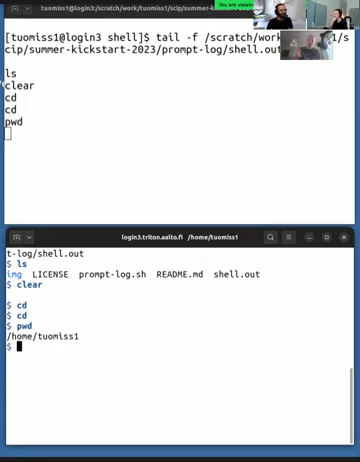 tuomiss1@login3:/scratch/work/tuomiss1/scip/summer-kick
You are viewing
[tuomiss1@login3 shell]$ tail -f /scratch/work 1/s
cip/summer-kickstart-2023/prompt-log/shell.out
ls
clear
cd
cd
pwd
login3.triton.aalto.fi /home/tuomiss1
t-log/shell.out
$ ls
img LICENSE prompt-log.sh README.md shell.out
$ clear
$ cd
$ cd
$ pwd
/home/tuomiss1
$